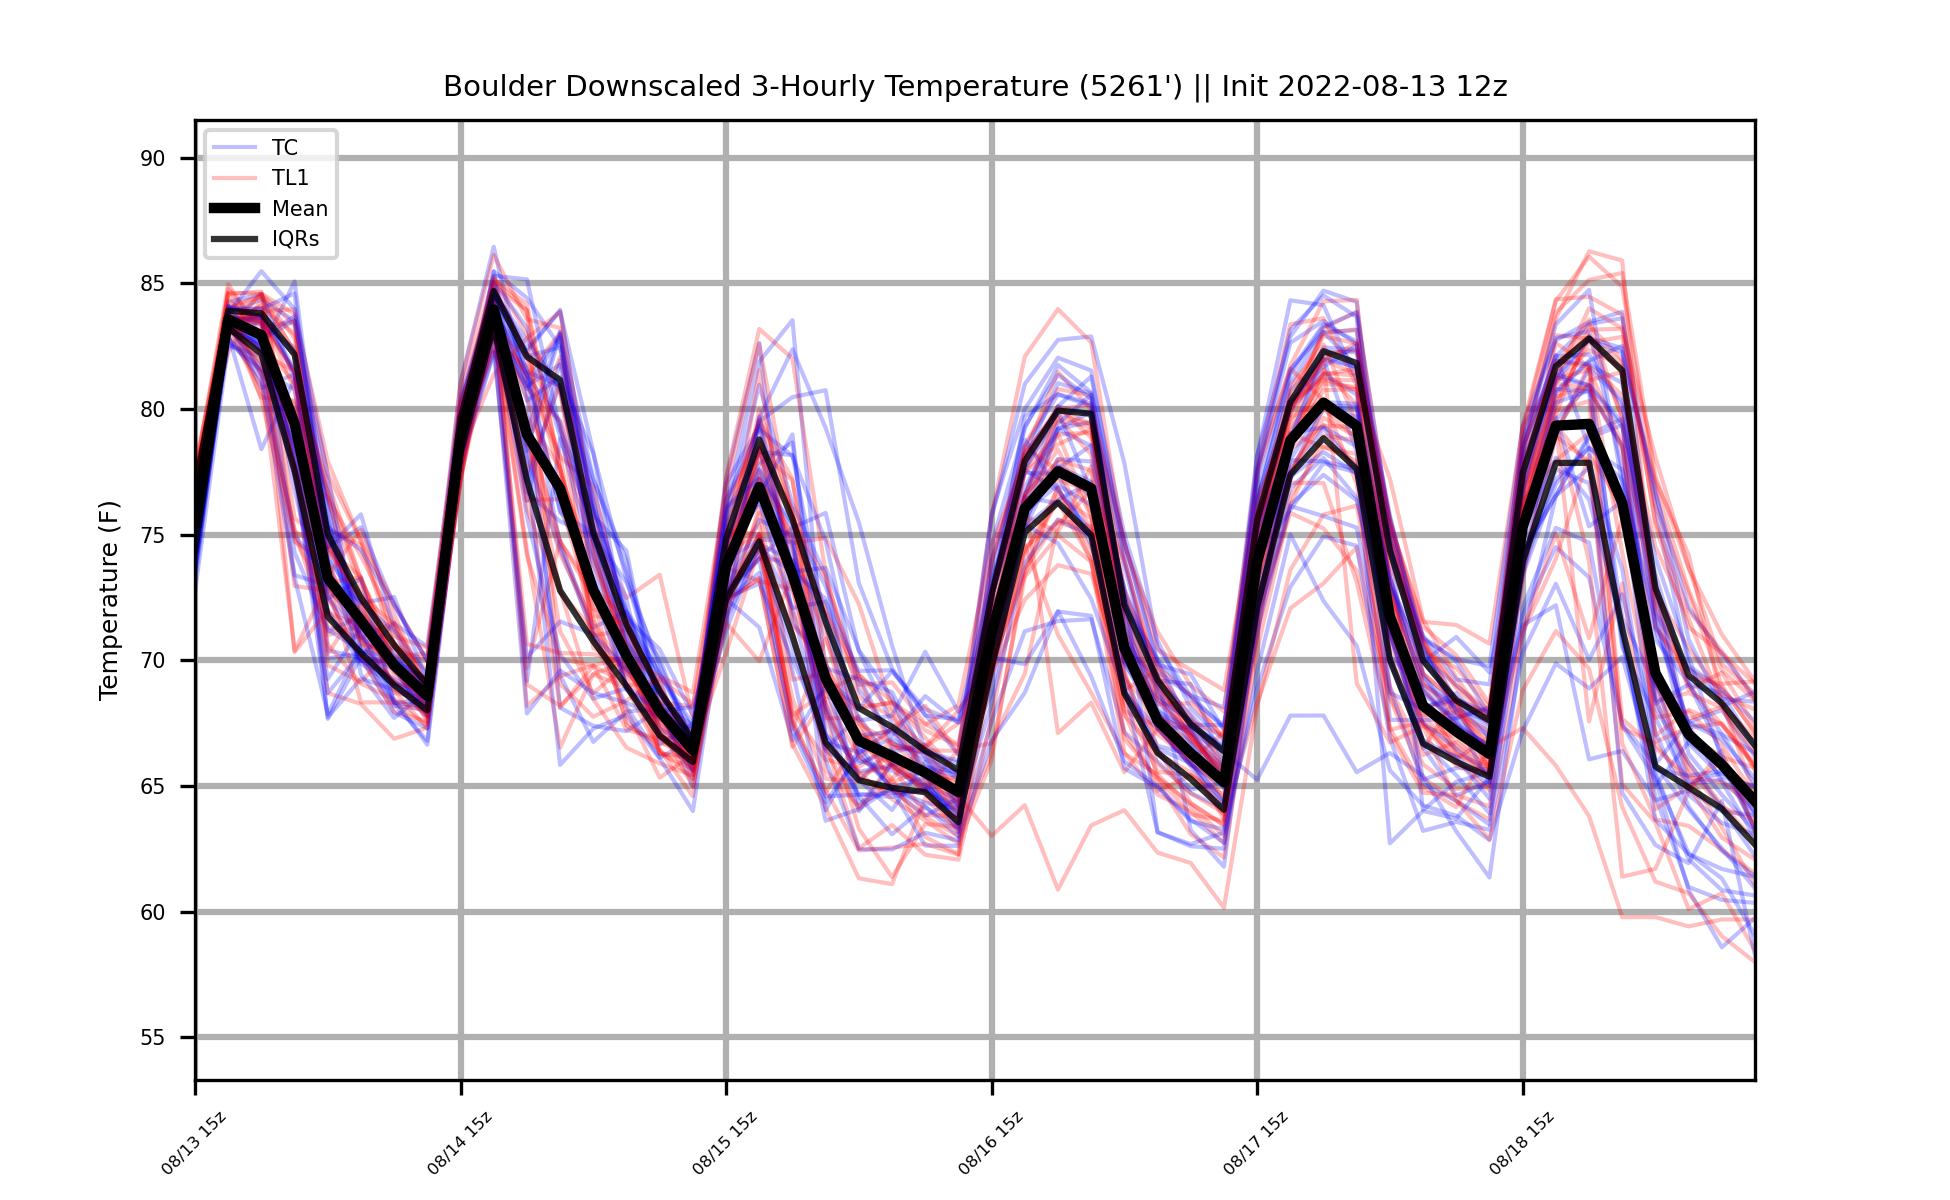 Boulder Downscaled 3-Hourly Temperature (5261') || Init 2022-08-13 12z
TC
TL1
Mean
IQRs
Temperature (F)
90
85
80
75
70
65
60
55
08/13 15z
08/14 15z
08/15 15z
08/16 15z
08/17 15z
08/18 15z